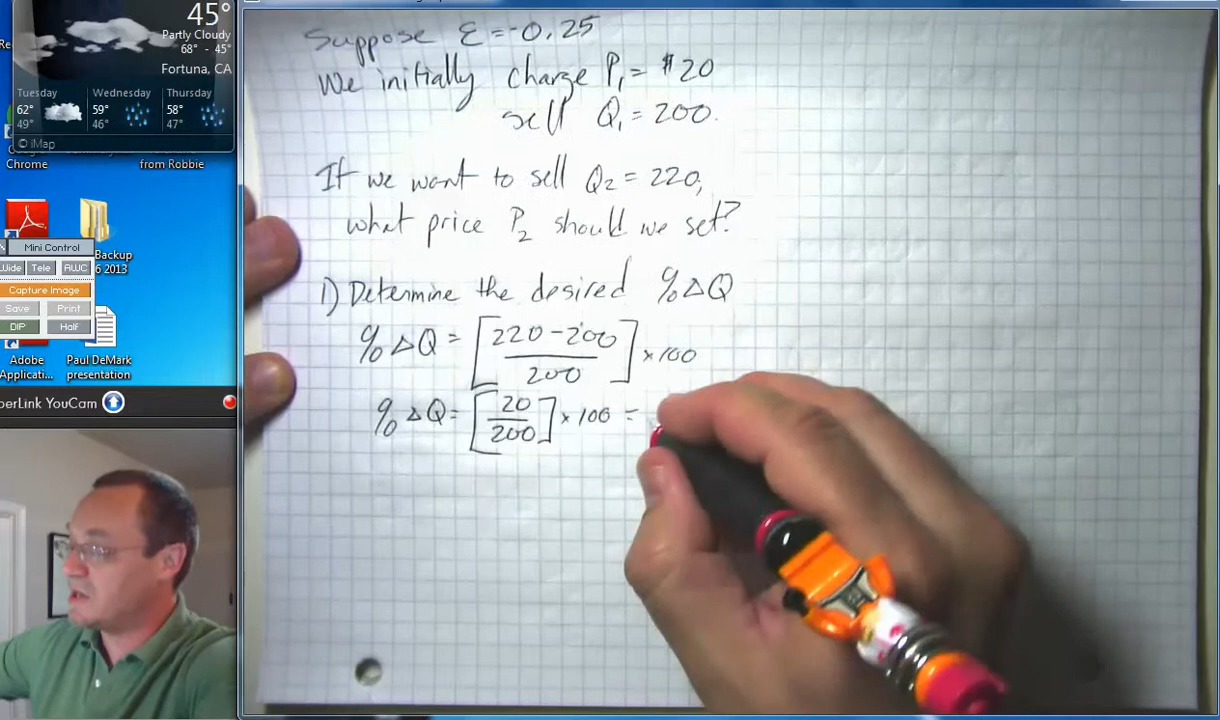 45°
Partly Cloudy
68° - 45°
Fortuna, CA
Tuesday Wednesday Thursday
62° 59° 58°
49° 46° 47°
© iMap
Chrome
from Robbie
Mini Control
Wide Tele AWC
Capture Image
Save Print
DIP Half
Backup
6 2013
Adobe
Applicati...
Paul DeMark
presentation
berLink YouCam
Suppose ε = -0.25
We initially charge P₁ = $20
sell Q₁ = 200.
If we want to sell Q₂ = 220,
what price P₂ should we set?
1) Determine the desired %ΔQ
%ΔQ = [220-200/200] × 100
%ΔQ = [20/200] × 100 =